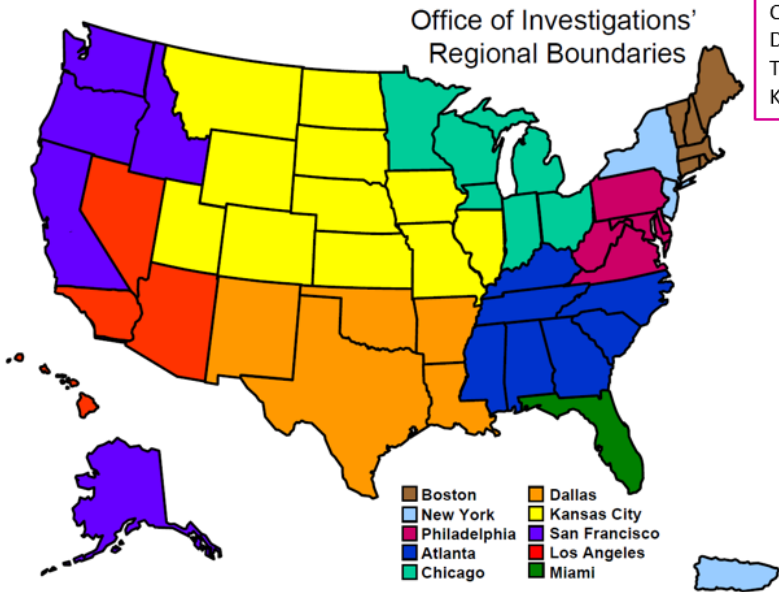 Office of Investigations’
Regional Boundaries
Boston
New York
Philadelphia
Atlanta
Chicago
Dallas
Kansas City
San Francisco
Los Angeles
Miami